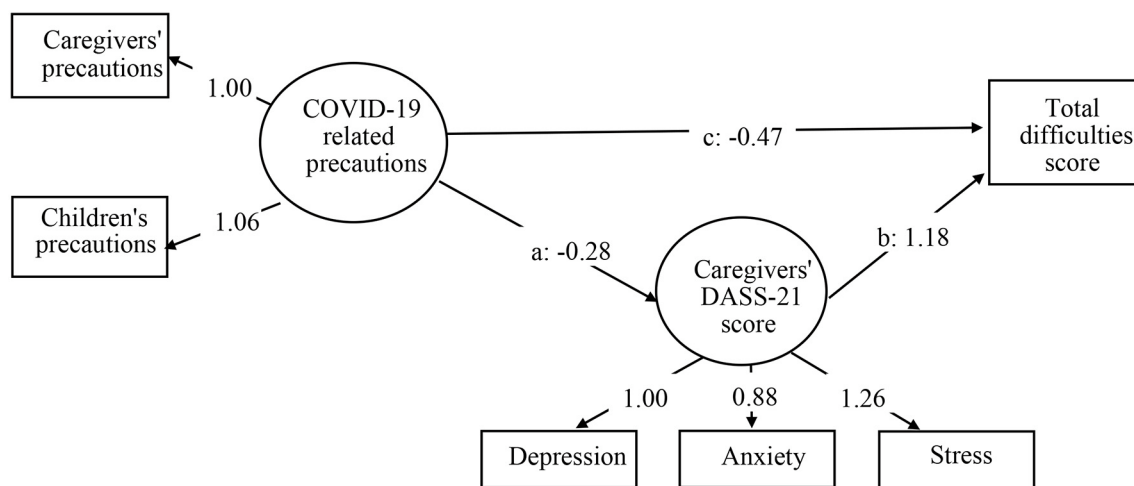 Caregivers'
precautions
1.00
COVID-19
related
precautions
Total
difficulties
score
c: -0.47
Children's
precautions
1.06
a: -0.28
b: 1.18
Caregivers'
DASS-21
score
1.00
0.88
1.26
Depression
Anxiety
Stress